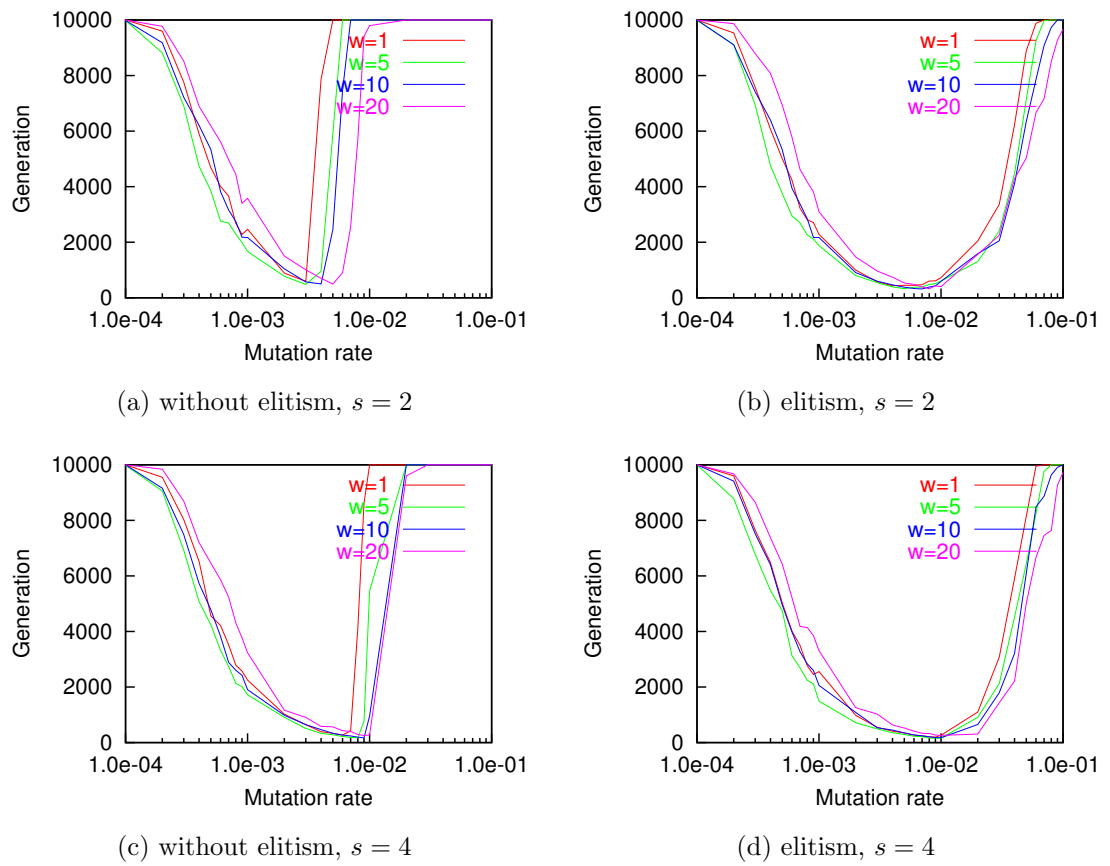 10000
8000
6000
4000
2000
0
Generation
1.0e-04 1.0e-03 1.0e-02 1.0e-01
Mutation rate
w=1
w=5
w=10
w=20
(a) without elitism, s = 2
10000
8000
6000
4000
2000
0
Generation
1.0e-04 1.0e-03 1.0e-02 1.0e-01
Mutation rate
w=1
w=5
w=10
w=20
(b) elitism, s = 2
10000
8000
6000
4000
2000
0
Generation
1.0e-04 1.0e-03 1.0e-02 1.0e-01
Mutation rate
w=1
w=5
w=10
w=20
(c) without elitism, s = 4
10000
8000
6000
4000
2000
0
Generation
1.0e-04 1.0e-03 1.0e-02 1.0e-01
Mutation rate
w=1
w=5
w=10
w=20
(d) elitism, s = 4